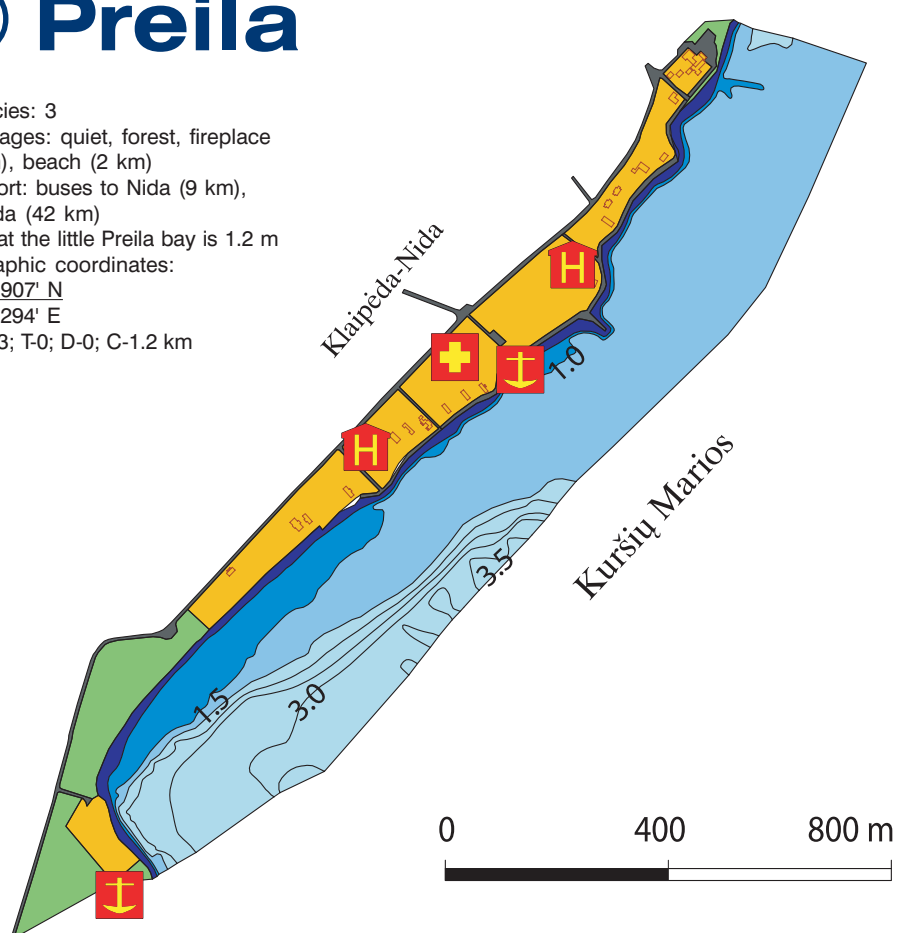 Preila
cies: 3
ages: quiet, forest, fireplace
), beach (2 km)
ort: buses to Nida (9 km),
da (42 km)
at the little Preila bay is 1.2 m
aphic coordinates:
907' N
294' E
3; T-0; D-0; C-1.2 km
Klaipėda-Nida
H
1.0
H
Kuršių Marios
3.5
1.5
3.0
0 400 800 m